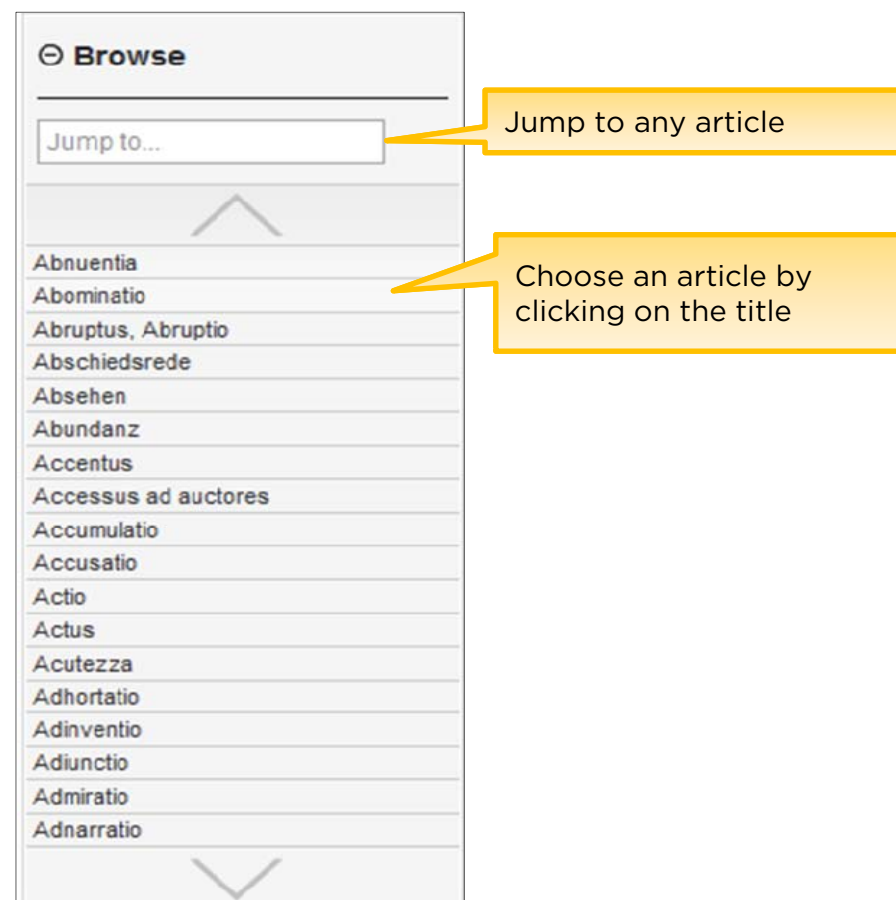 ⊖ Browse
Jump to...
Jump to any article
Abnuentia
Abominatio
Abruptus, Abruptio
Abschiedsrede
Absehen
Abundanz
Accentus
Accessus ad auctores
Accumulatio
Accusatio
Actio
Actus
Acutezza
Adhortatio
Adinventio
Adiunctio
Admiratio
Adnarratio
Choose an article by
clicking on the title